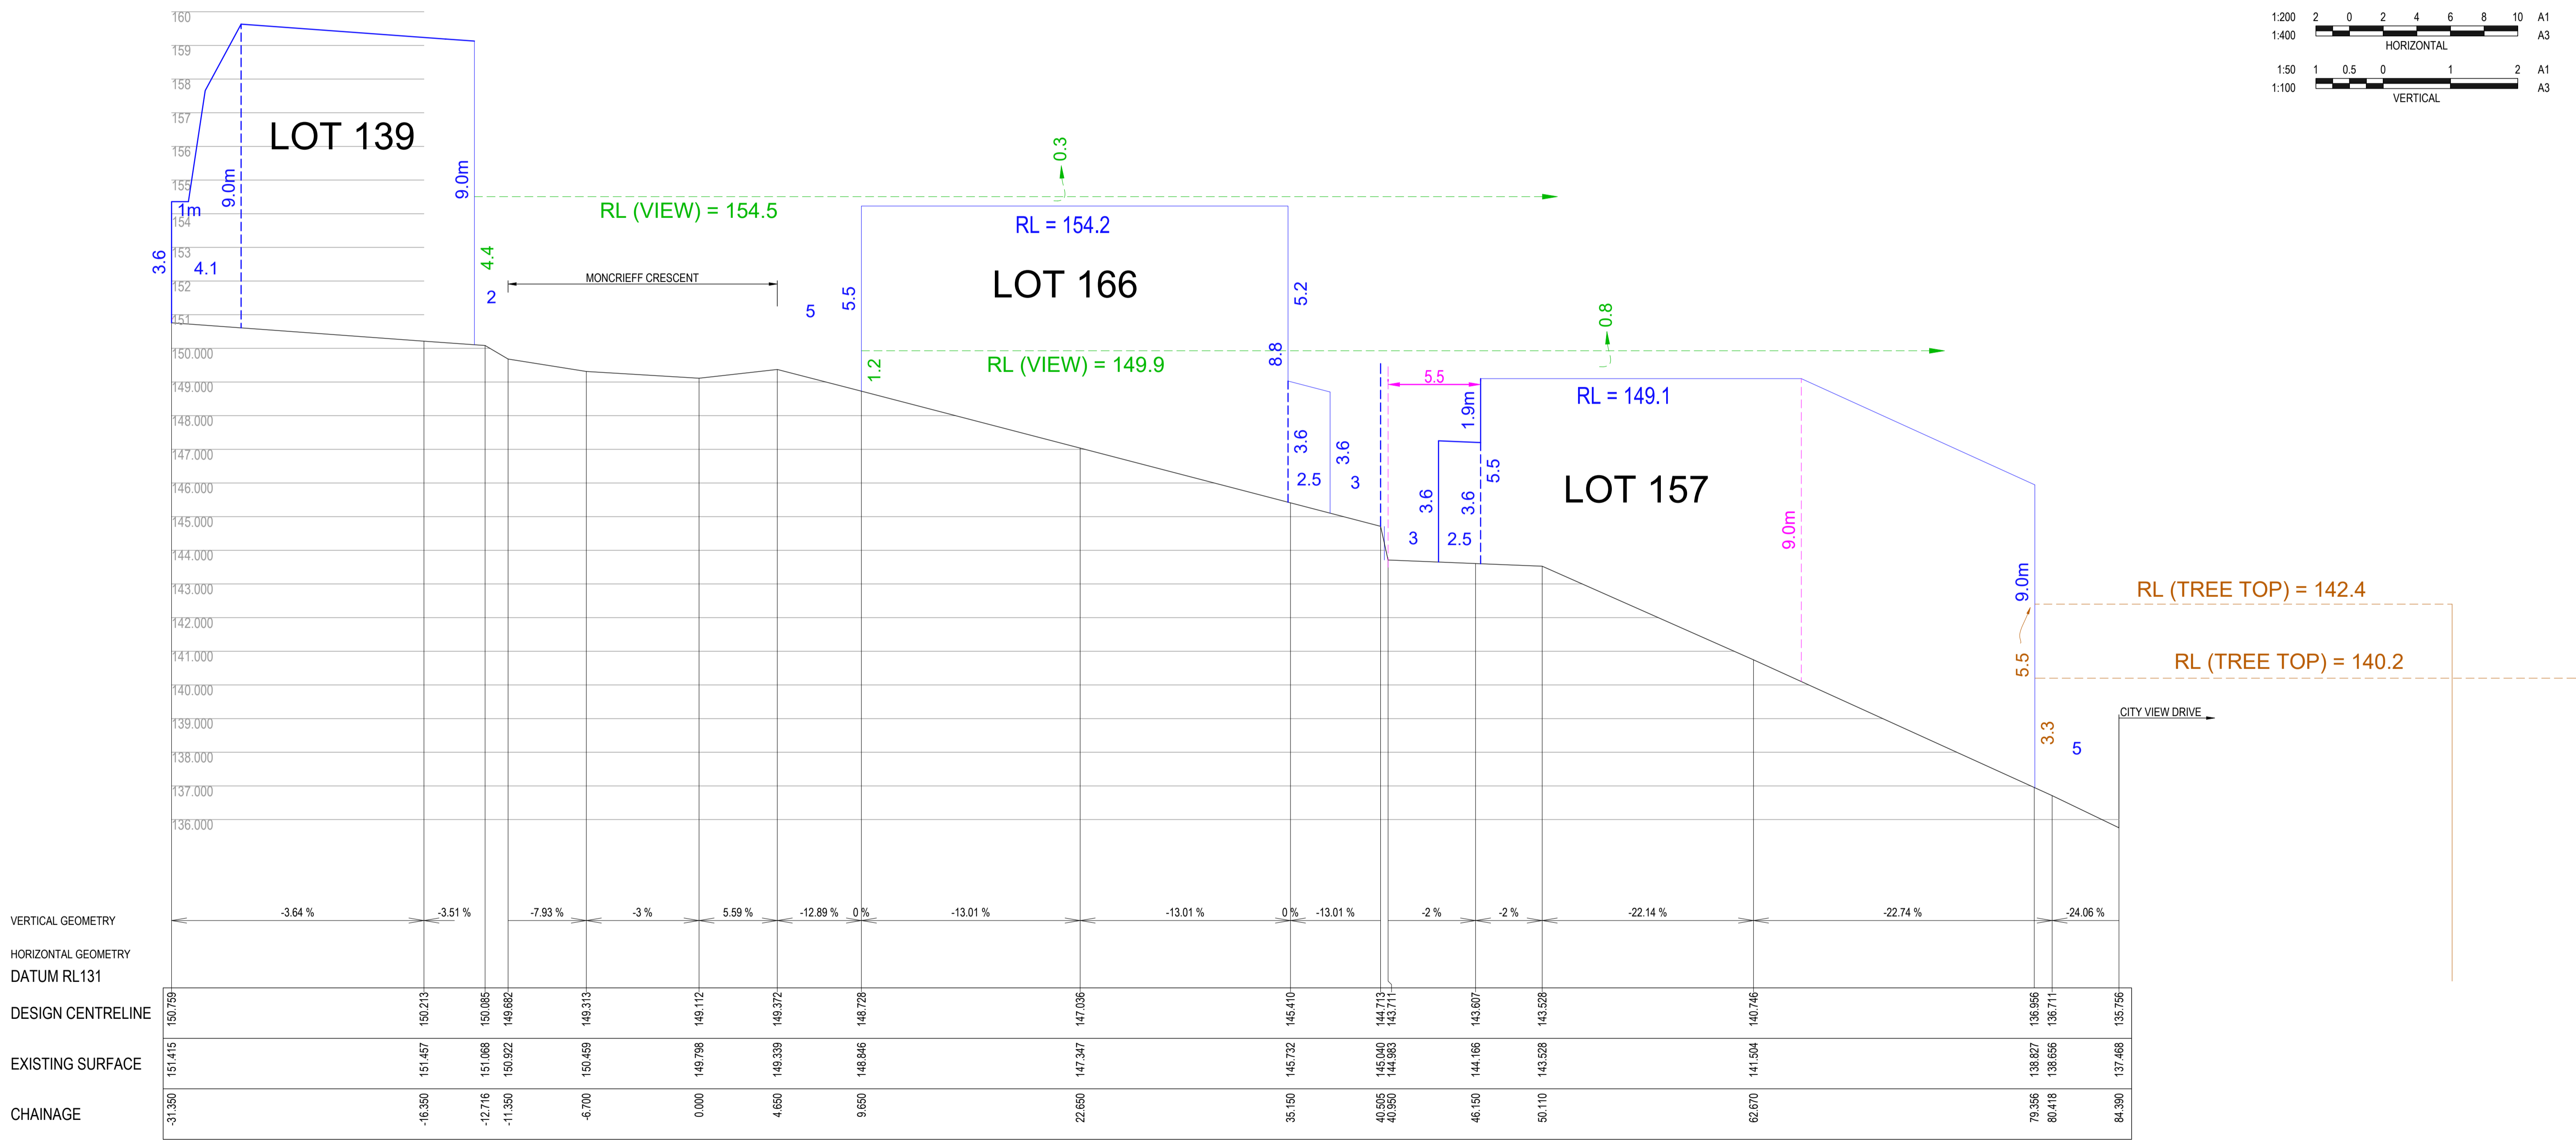 1:200 2 0 2 4 6 8 10 A1
1:400 A3
HORIZONTAL
1:50 1 0.5 0 1 2 A1
1:100 A3
VERTICAL
160
159
158
157
156
155
154
153
152
151
150.000
149.000
148.000
147.000
146.000
145.000
144.000
143.000
142.000
141.000
140.000
139.000
138.000
137.000
136.000
LOT 139
9.0m
9.0m
1m
3.6
4.1
4.4
2
RL (VIEW) = 154.5
0.3
MONCRIEFF CRESCENT
5
5.5
RL = 154.2
LOT 166
5.2
8.8
1.2
RL (VIEW) = 149.9
0.8
3.6
2.5
3.6
3
5.5
1.9m
RL = 149.1
3.6
3.6
5.5
3
2.5
LOT 157
9.0m
9.0m
5.5
RL (TREE TOP) = 142.4
RL (TREE TOP) = 140.2
3.3
5
CITY VIEW DRIVE
VERTICAL GEOMETRY -3.64 % -3.51 % -7.93 % -3 % 5.59 % -12.89 % 0 % -13.01 % -13.01 % 0 % -13.01 % -2 % -2 % -22.14 % -22.74 % -24.06 %
HORIZONTAL GEOMETRY
DATUM RL131
DESIGN CENTRELINE 150.759 150.213 150.085 149.682 149.313 149.112 149.372 148.728 147.036 145.410 144.713 143.711 143.607 143.528 140.746 136.956 136.711 135.756
EXISTING SURFACE 151.415 151.457 151.068 150.922 150.459 149.798 149.339 148.846 147.347 145.732 145.040 144.983 144.166 143.528 141.504 138.827 138.656 137.468
CHAINAGE -31.350 -16.350 -12.716 -11.350 -6.700 0.000 4.650 9.650 22.650 35.150 40.505 40.950 46.150 50.110 62.670 79.356 80.418 84.390